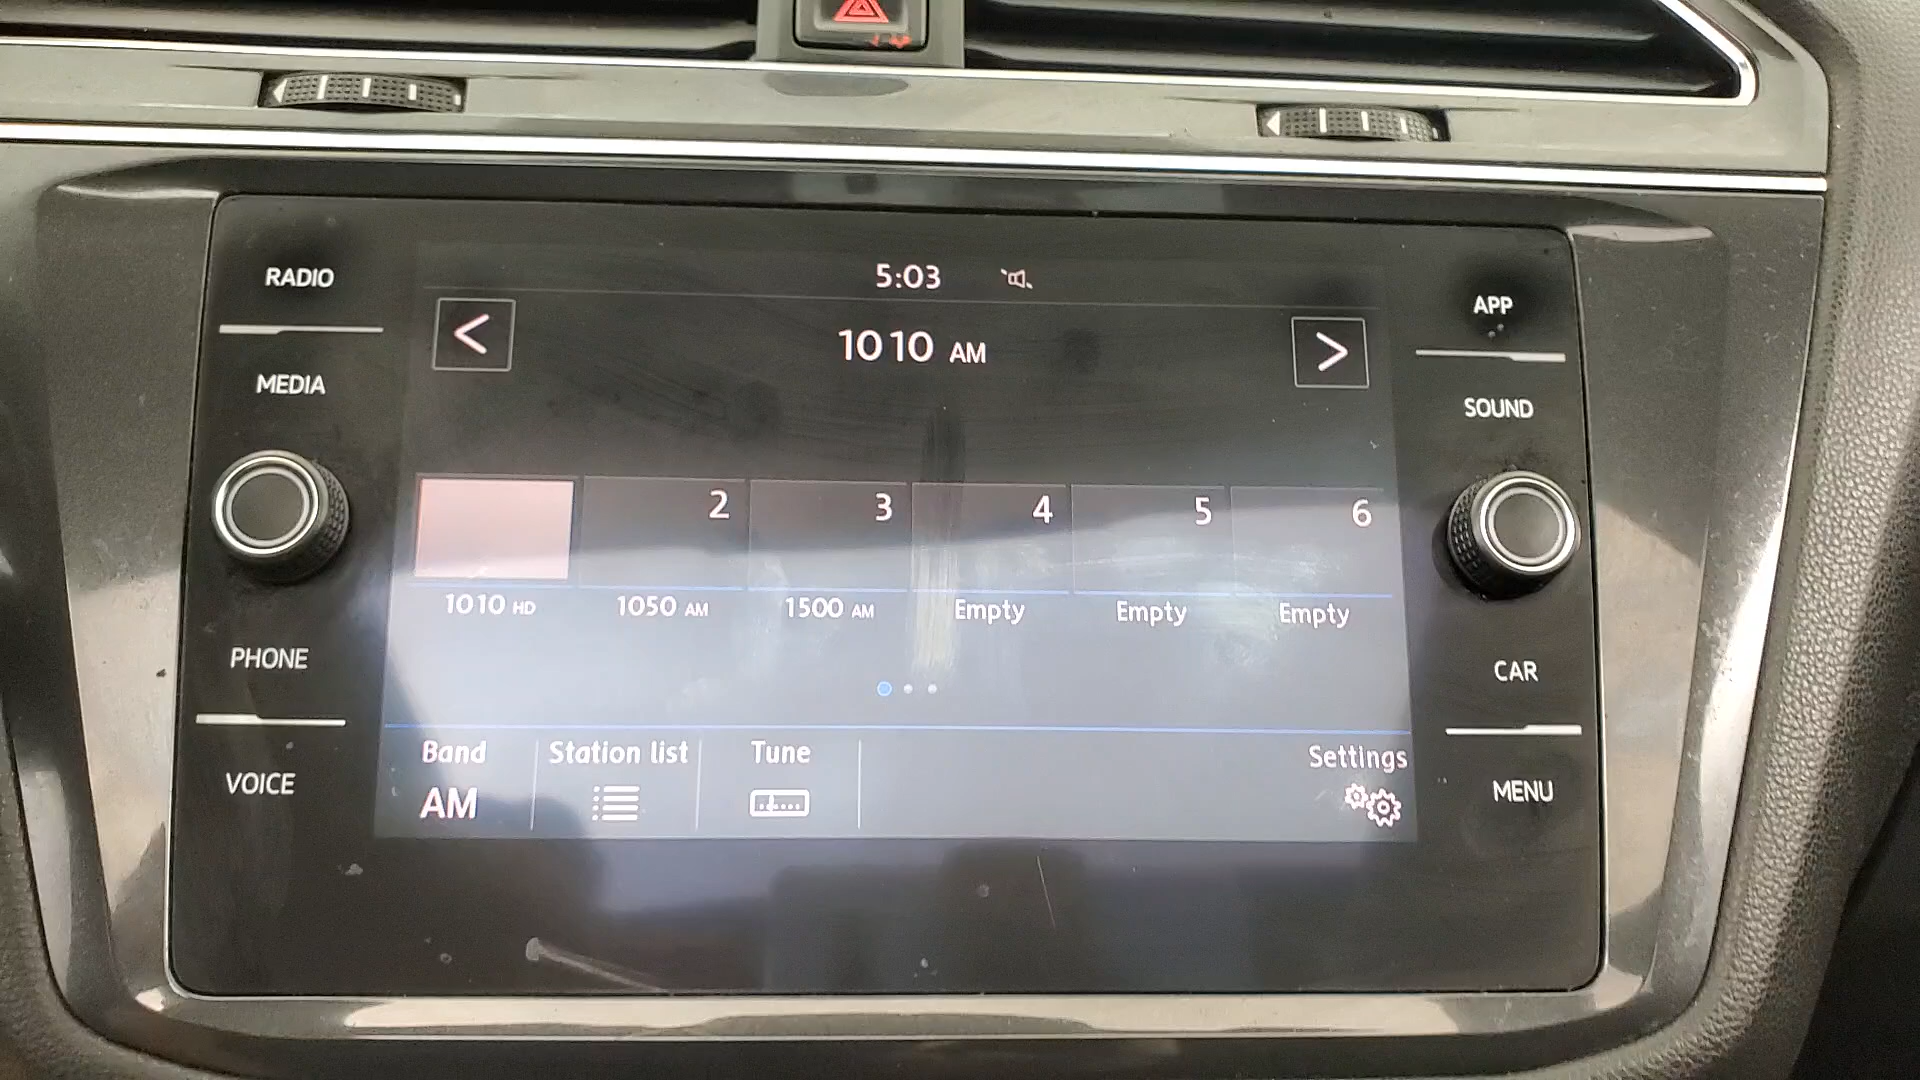 RADIO
MEDIA
PHONE
VOICE
5:03
1010 AM
2
3
4
5
6
1010 HD
1050 AM
1500 AM
Empty
Empty
Empty
Band
AM
Station list
Tune
Settings
APP
SOUND
CAR
MENU